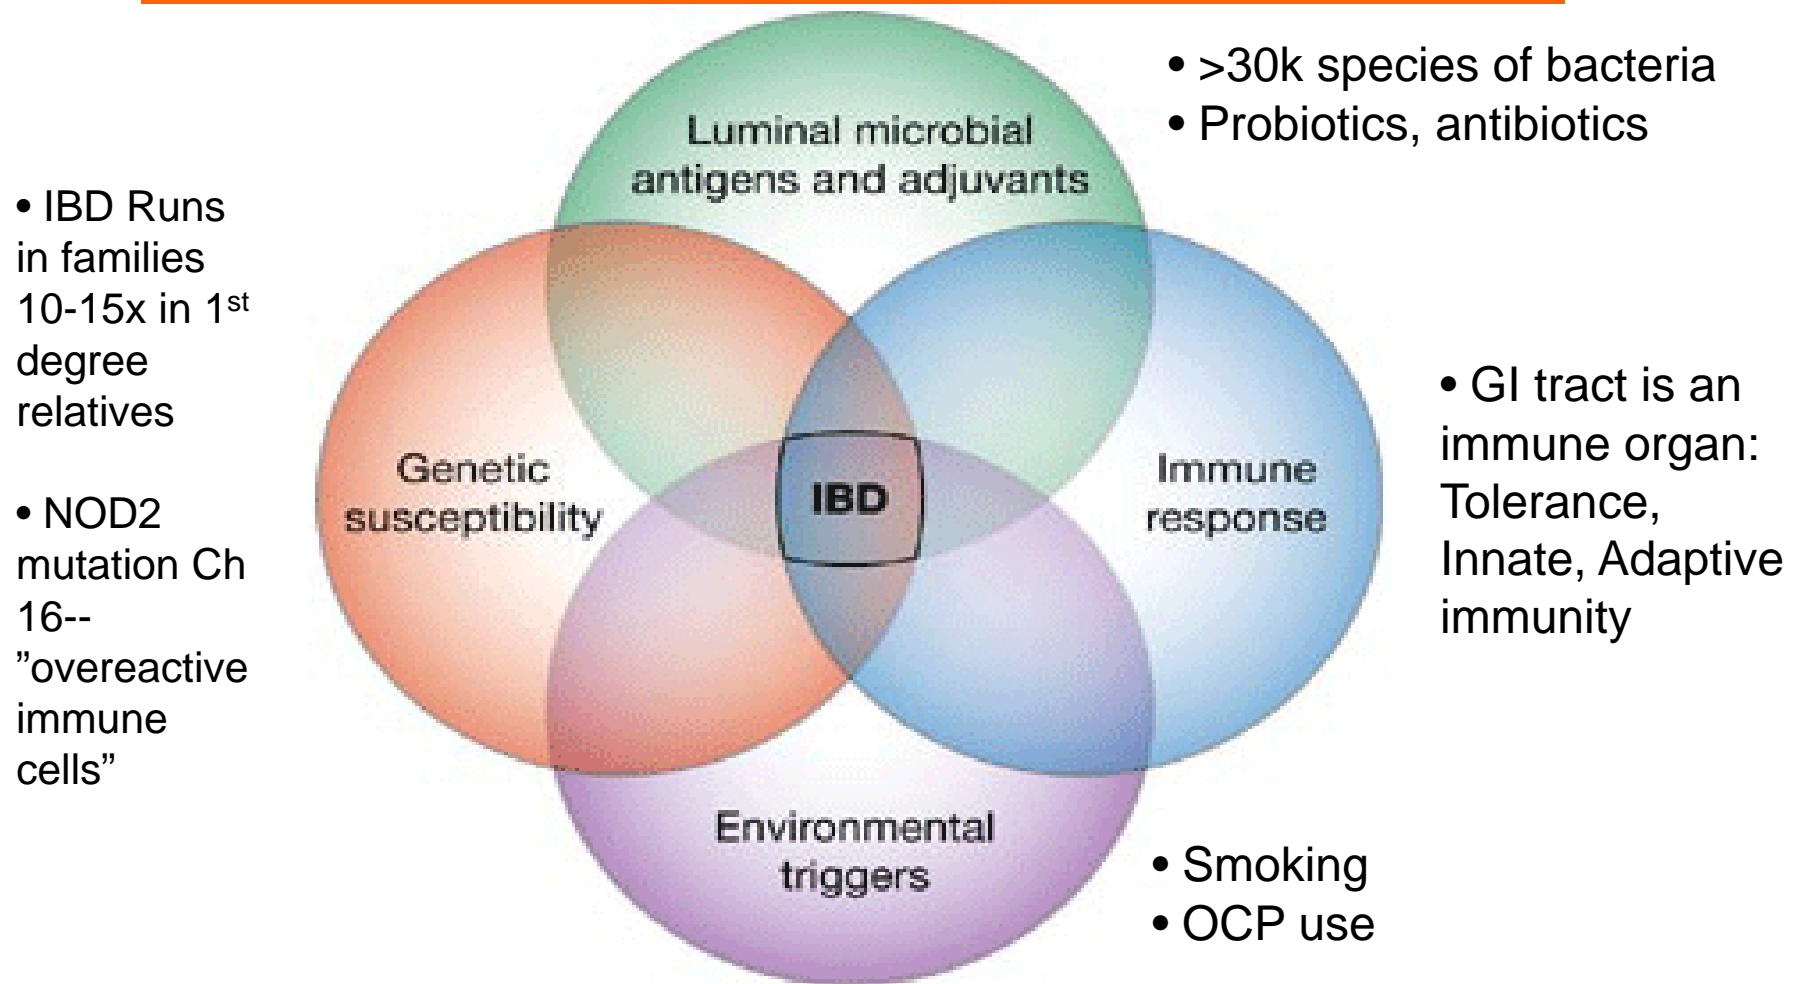 • >30k species of bacteria
• Probiotics, antibiotics
Luminal microbial
antigens and adjuvants
• IBD Runs
in families
10-15x in 1st
degree
relatives
• NOD2
mutation Ch
16--
”overeactive
immune
cells”
Genetic
susceptibility
IBD
Immune
response
• GI tract is an
immune organ:
Tolerance,
Innate, Adaptive
immunity
Environmental
triggers
• Smoking
• OCP use